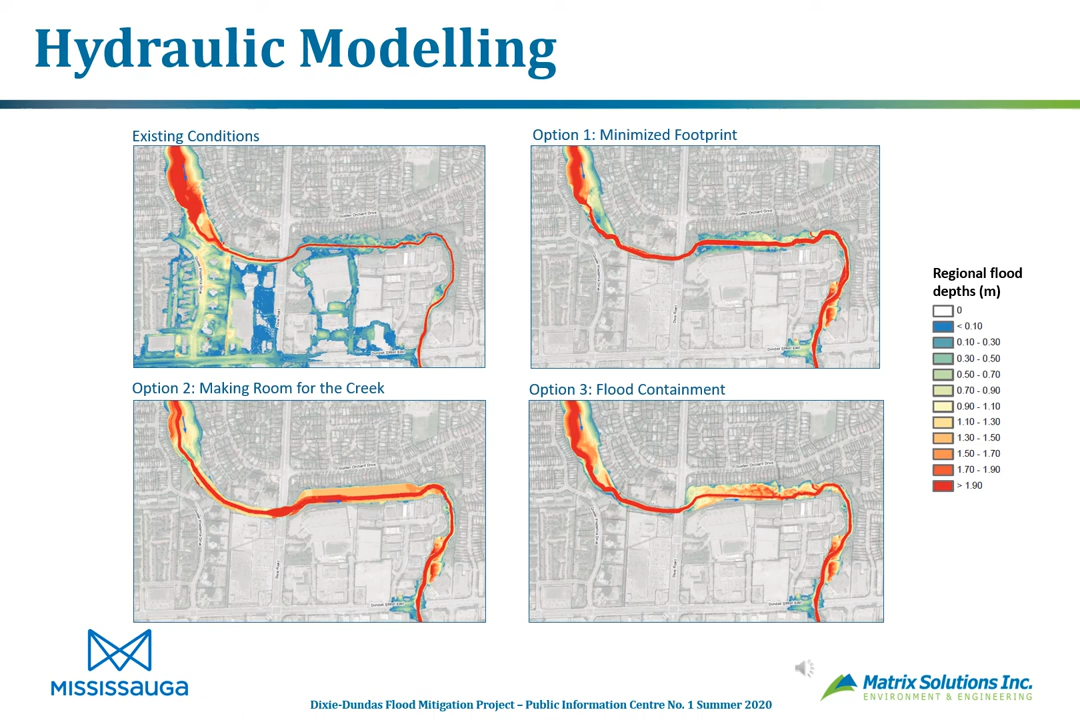 Hydraulic Modelling
Existing Conditions
Option 1: Minimized Footprint
Option 2: Making Room for the Creek
Option 3: Flood Containment
Regional flood
depths (m)
0
< 0.10
0.10 - 0.30
0.30 - 0.50
0.50 - 0.70
0.70 - 0.90
0.90 - 1.10
1.10 - 1.30
1.30 - 1.50
1.50 - 1.70
1.70 - 1.90
> 1.90
MISSISSAUGA
Matrix Solutions Inc.
ENVIRONMENT & ENGINEERING
Dixie-Dundas Flood Mitigation Project – Public Information Centre No. 1 Summer 2020